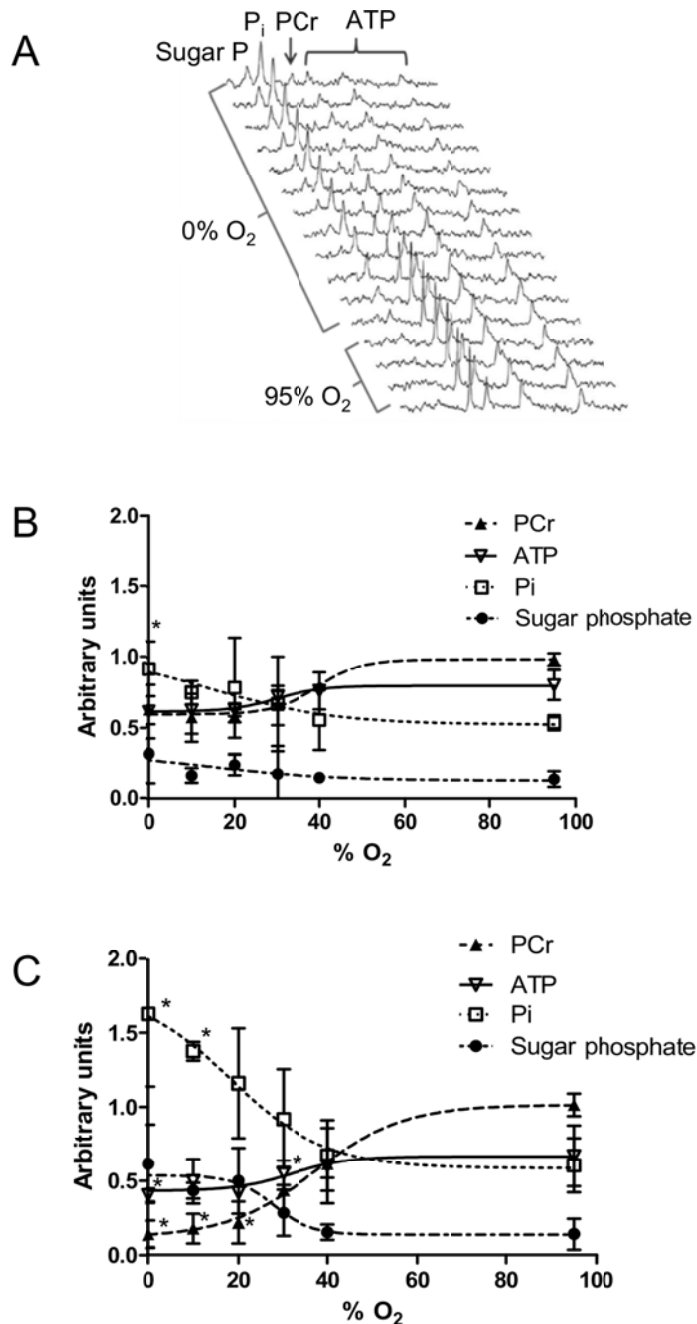 A
Sugar P
Pi
PCr
ATP
0% O2
95% O2
B
2.0
1.5
1.0
0.5
0.0
Arbitrary units
*
PCr
ATP
Pi
Sugar phosphate
0 20 40 60 80 100
% O2
C
2.0
1.5
1.0
0.5
0.0
Arbitrary units
* * * * * * * *
PCr
ATP
Pi
Sugar phosphate
0 20 40 60 80 100
% O2